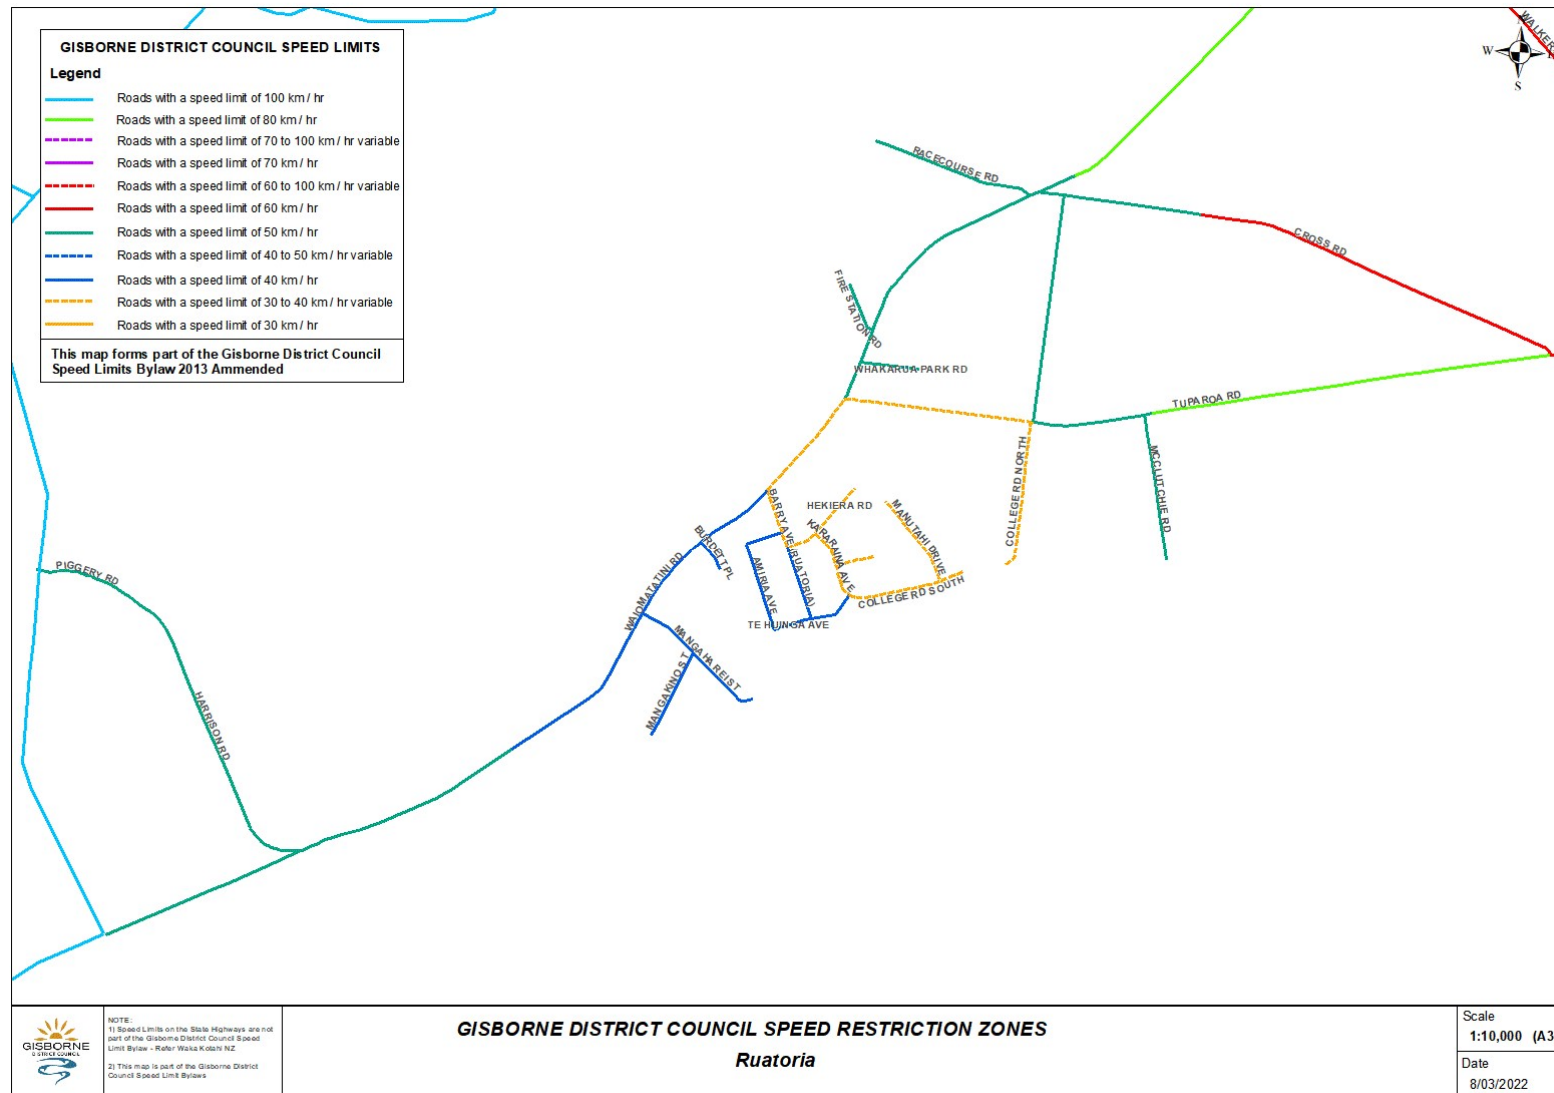 GISBORNE DISTRICT COUNCIL SPEED LIMITS
Legend
Roads with a speed limit of 100 km / hr
Roads with a speed limit of 80 km / hr
Roads with a speed limit of 70 to 100 km / hr variable
Roads with a speed limit of 70 km / hr
Roads with a speed limit of 60 to 100 km / hr variable
Roads with a speed limit of 60 km / hr
Roads with a speed limit of 50 km / hr
Roads with a speed limit of 40 to 50 km / hr variable
Roads with a speed limit of 40 km / hr
Roads with a speed limit of 30 to 40 km / hr variable
Roads with a speed limit of 30 km / hr
This map forms part of the Gisborne District Council
Speed Limits Bylaw 2013 Ammended
WALKER
W
S
RACECOURSE RD
CROSS RD
FIRE STATION RD
WHAKARUA PARK RD
TUPAROA RD
MCCLUTCHIE RD
COLLEGE RD NORTH
BARRY AVE (RUATORIA)
HEKIERA RD
KARARAINA AVE
MANUTAHI DRIVE
BURDETT PL
AMIRIA AVE
COLLEGE RD SOUTH
TE HUNGA AVE
WAIOMATATINI RD
MANGAHAREI ST
MANGAKINO ST
PIGGERY RD
HARRISON RD
GISBORNE
DISTRICT COUNCIL
NOTE:
1) Speed Limits on the State Highways are not
part of the Gisborne District Council Speed
Limit Bylaw - Refer Waka Kotahi NZ
2) This map is part of the Gisborne District
Council Speed Limit Bylaws
GISBORNE DISTRICT COUNCIL SPEED RESTRICTION ZONES
Ruatoria
Scale
1:10,000 (A3
Date
8/03/2022